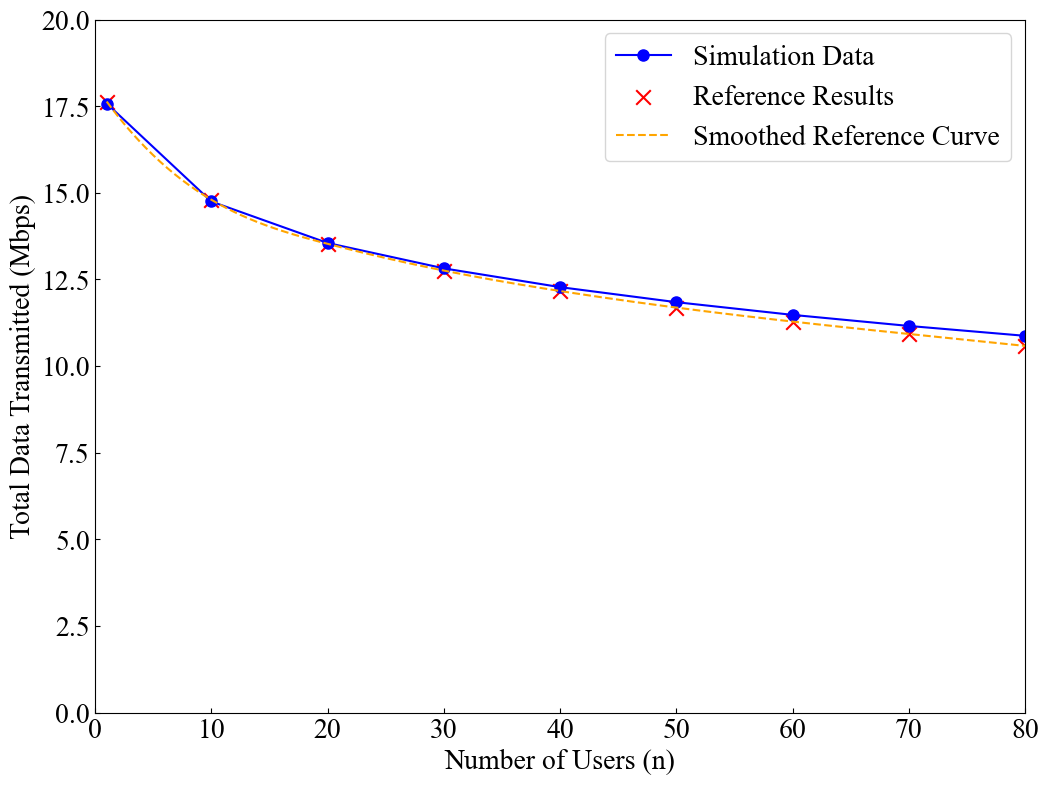 20.0
17.5
15.0
12.5
10.0
7.5
5.0
2.5
0.0
Total Data Transmitted (Mbps)
Simulation Data
Reference Results
Smoothed Reference Curve
0 10 20 30 40 50 60 70 80
Number of Users (n)